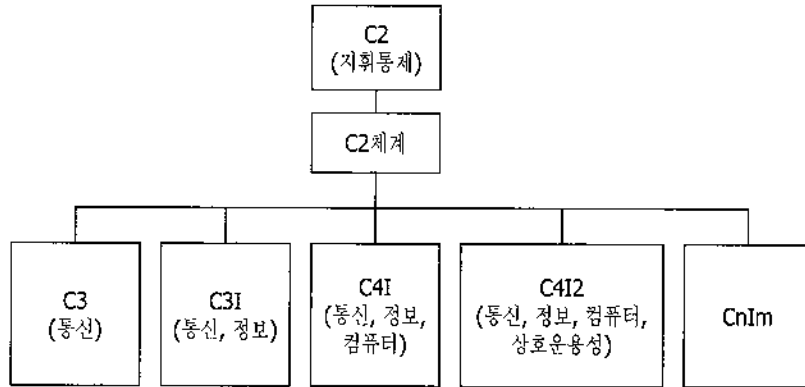 C2
(지휘통제)
C2체계
C3
(통신)
C3I
(통신, 정보)
C4I
(통신, 정보,
컴퓨터)
C4I2
(통신, 정보, 컴퓨터,
상호운용성)
CnIm